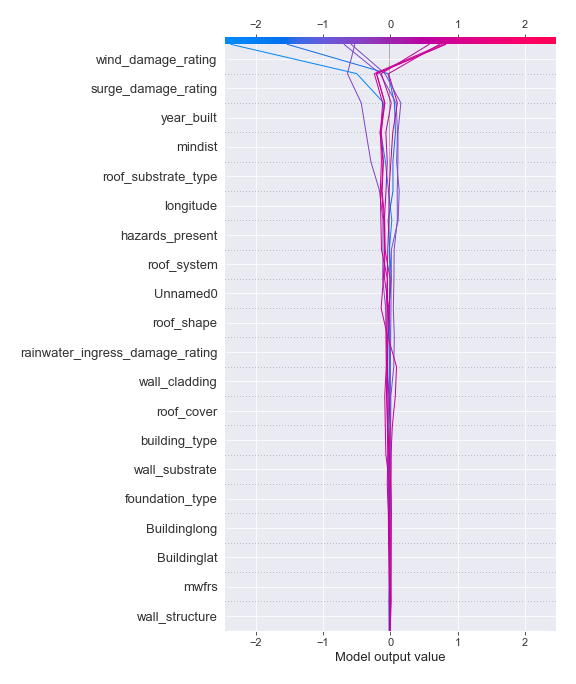 −2 −1 0 1 2
wind_damage_rating
surge_damage_rating
year_built
mindist
roof_substrate_type
longitude
hazards_present
roof_system
Unnamed0
roof_shape
rainwater_ingress_damage_rating
wall_cladding
roof_cover
building_type
wall_substrate
foundation_type
Buildinglong
Buildinglat
mwfrs
wall_structure
−2 −1 0 1 2
Model output value